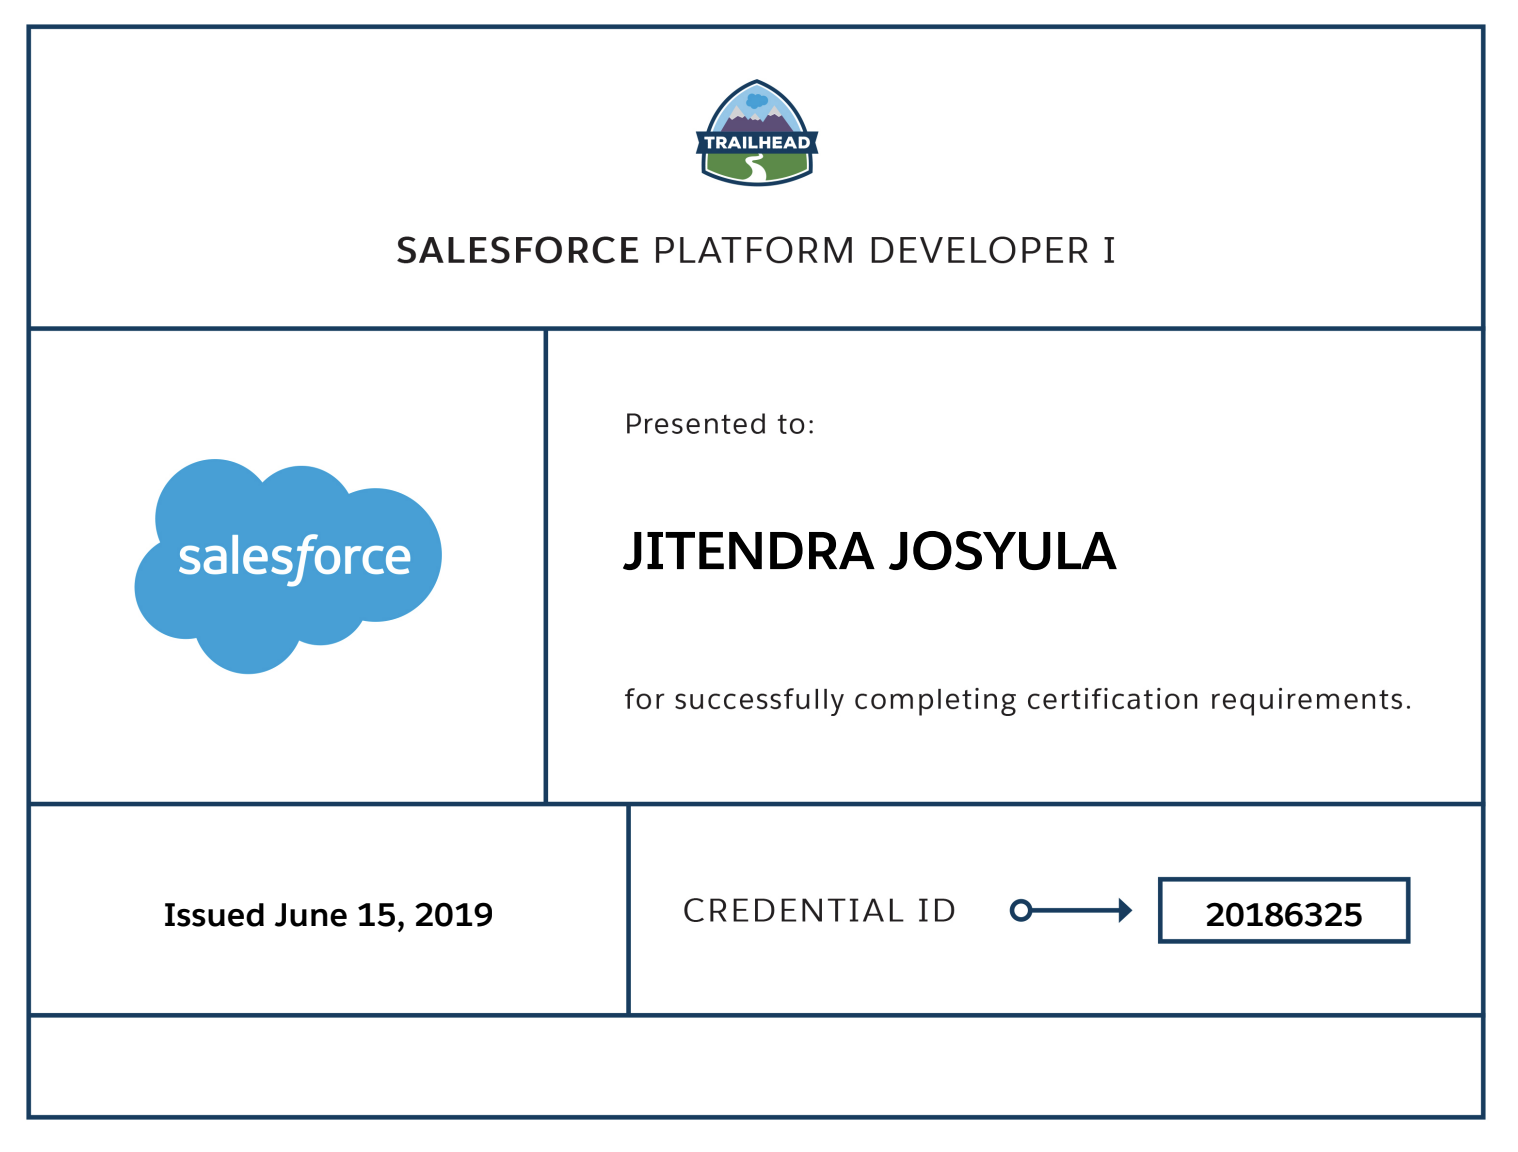 TRAILHEAD
SALESFORCE PLATFORM DEVELOPER I
salesforce
Presented to:
JITENDRA JOSYULA
for successfully completing certification requirements.
Issued June 15, 2019
CREDENTIAL ID
20186325